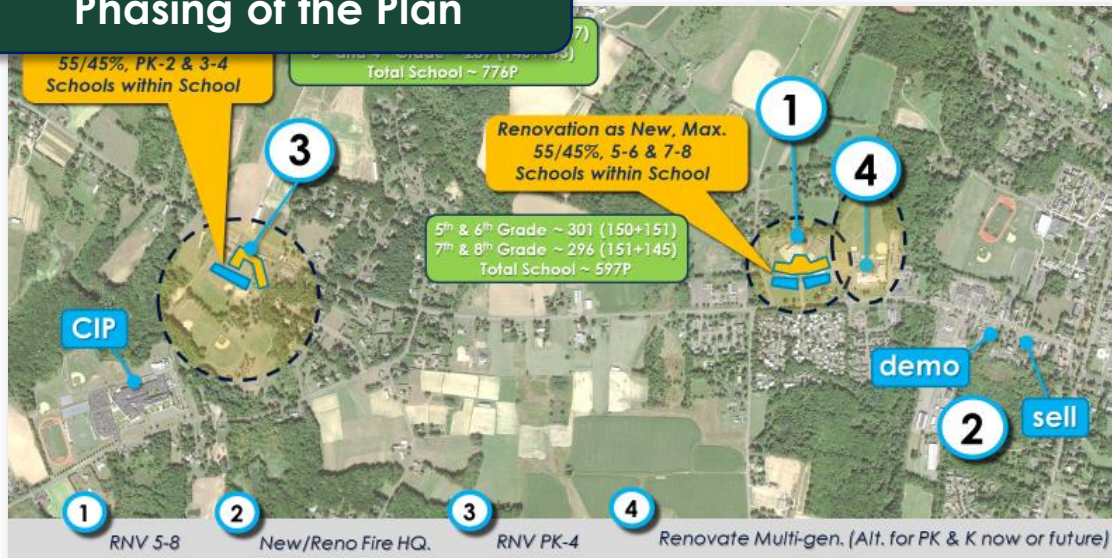 Phasing of the Plan
55/45%, PK-2 & 3-4
Schools within School
Total School ~ 776P
3
Renovation as New, Max.
55/45%, 5-6 & 7-8
Schools within School
1
4
5th & 6th Grade ~ 301 (150+151)
7th & 8th Grade ~ 296 (151+145)
Total School ~ 597P
CIP
demo
sell
2
1 RNV 5-8
2 New/Reno Fire HQ.
3 RNV PK-4
4 Renovate Multi-gen. (Alt. for PK & K now or future)